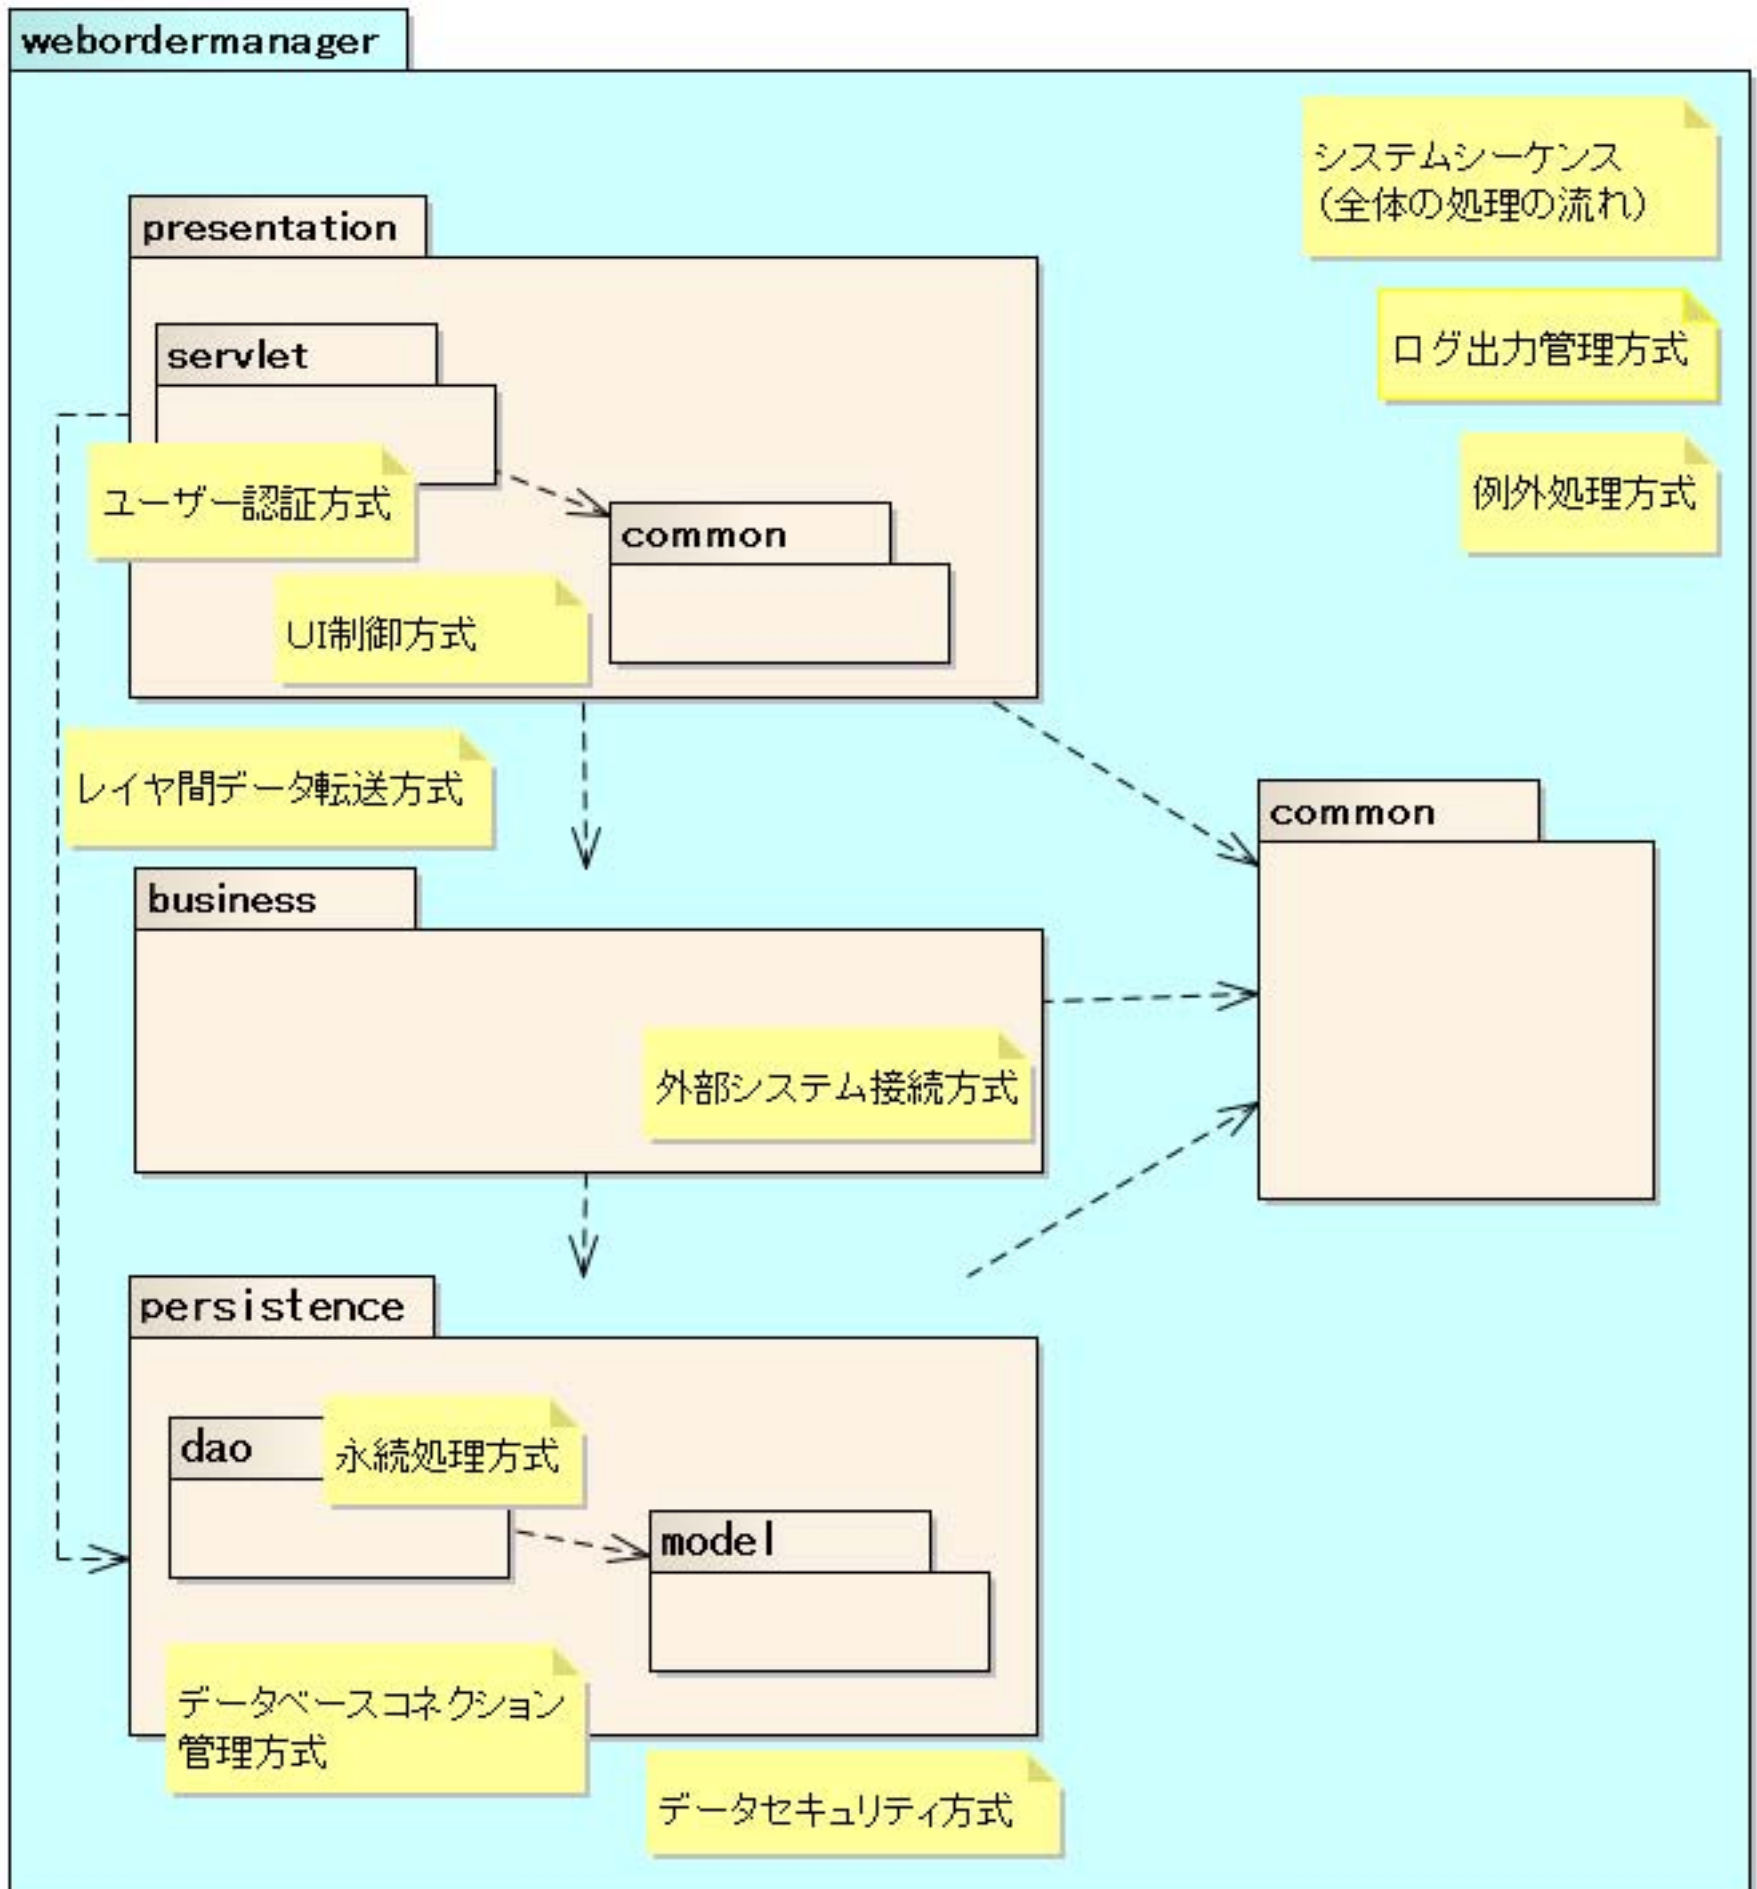 webordermanager
システムシーケンス
（全体の処理の流れ）
presentation
ログ出力管理方式
servlet
ユーザー認証方式
例外処理方式
common
UI制御方式
レイヤ間データ転送方式
common
business
外部システム接続方式
persistence
dao
永続処理方式
model
データベースコネクション
管理方式
データセキュリティ方式